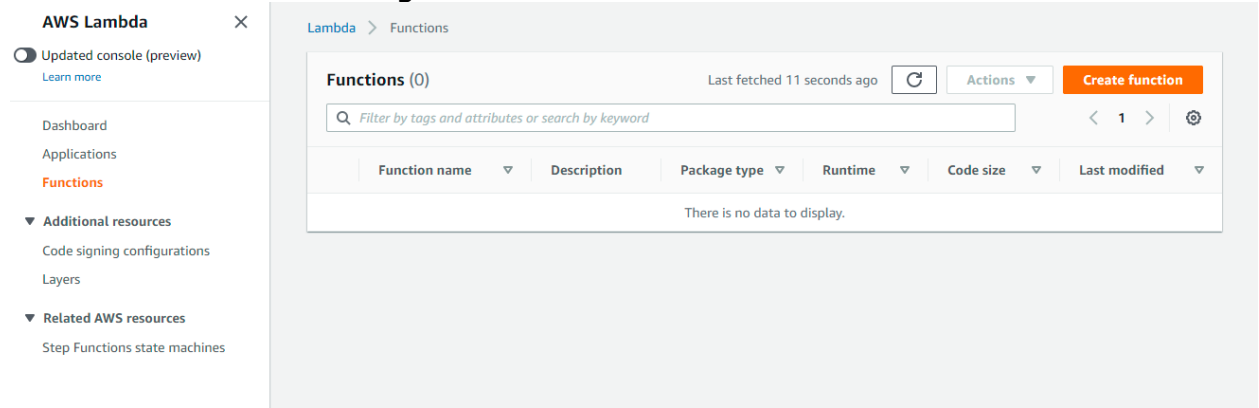 AWS Lambda
Updated console (preview)
Learn more
Dashboard
Applications
Functions
Additional resources
Code signing configurations
Layers
Related AWS resources
Step Functions state machines
Lambda > Functions
Functions (0)
Last fetched 11 seconds ago
Actions
Create function
Filter by tags and attributes or search by keyword
1
Function name Description Package type Runtime Code size Last modified
There is no data to display.